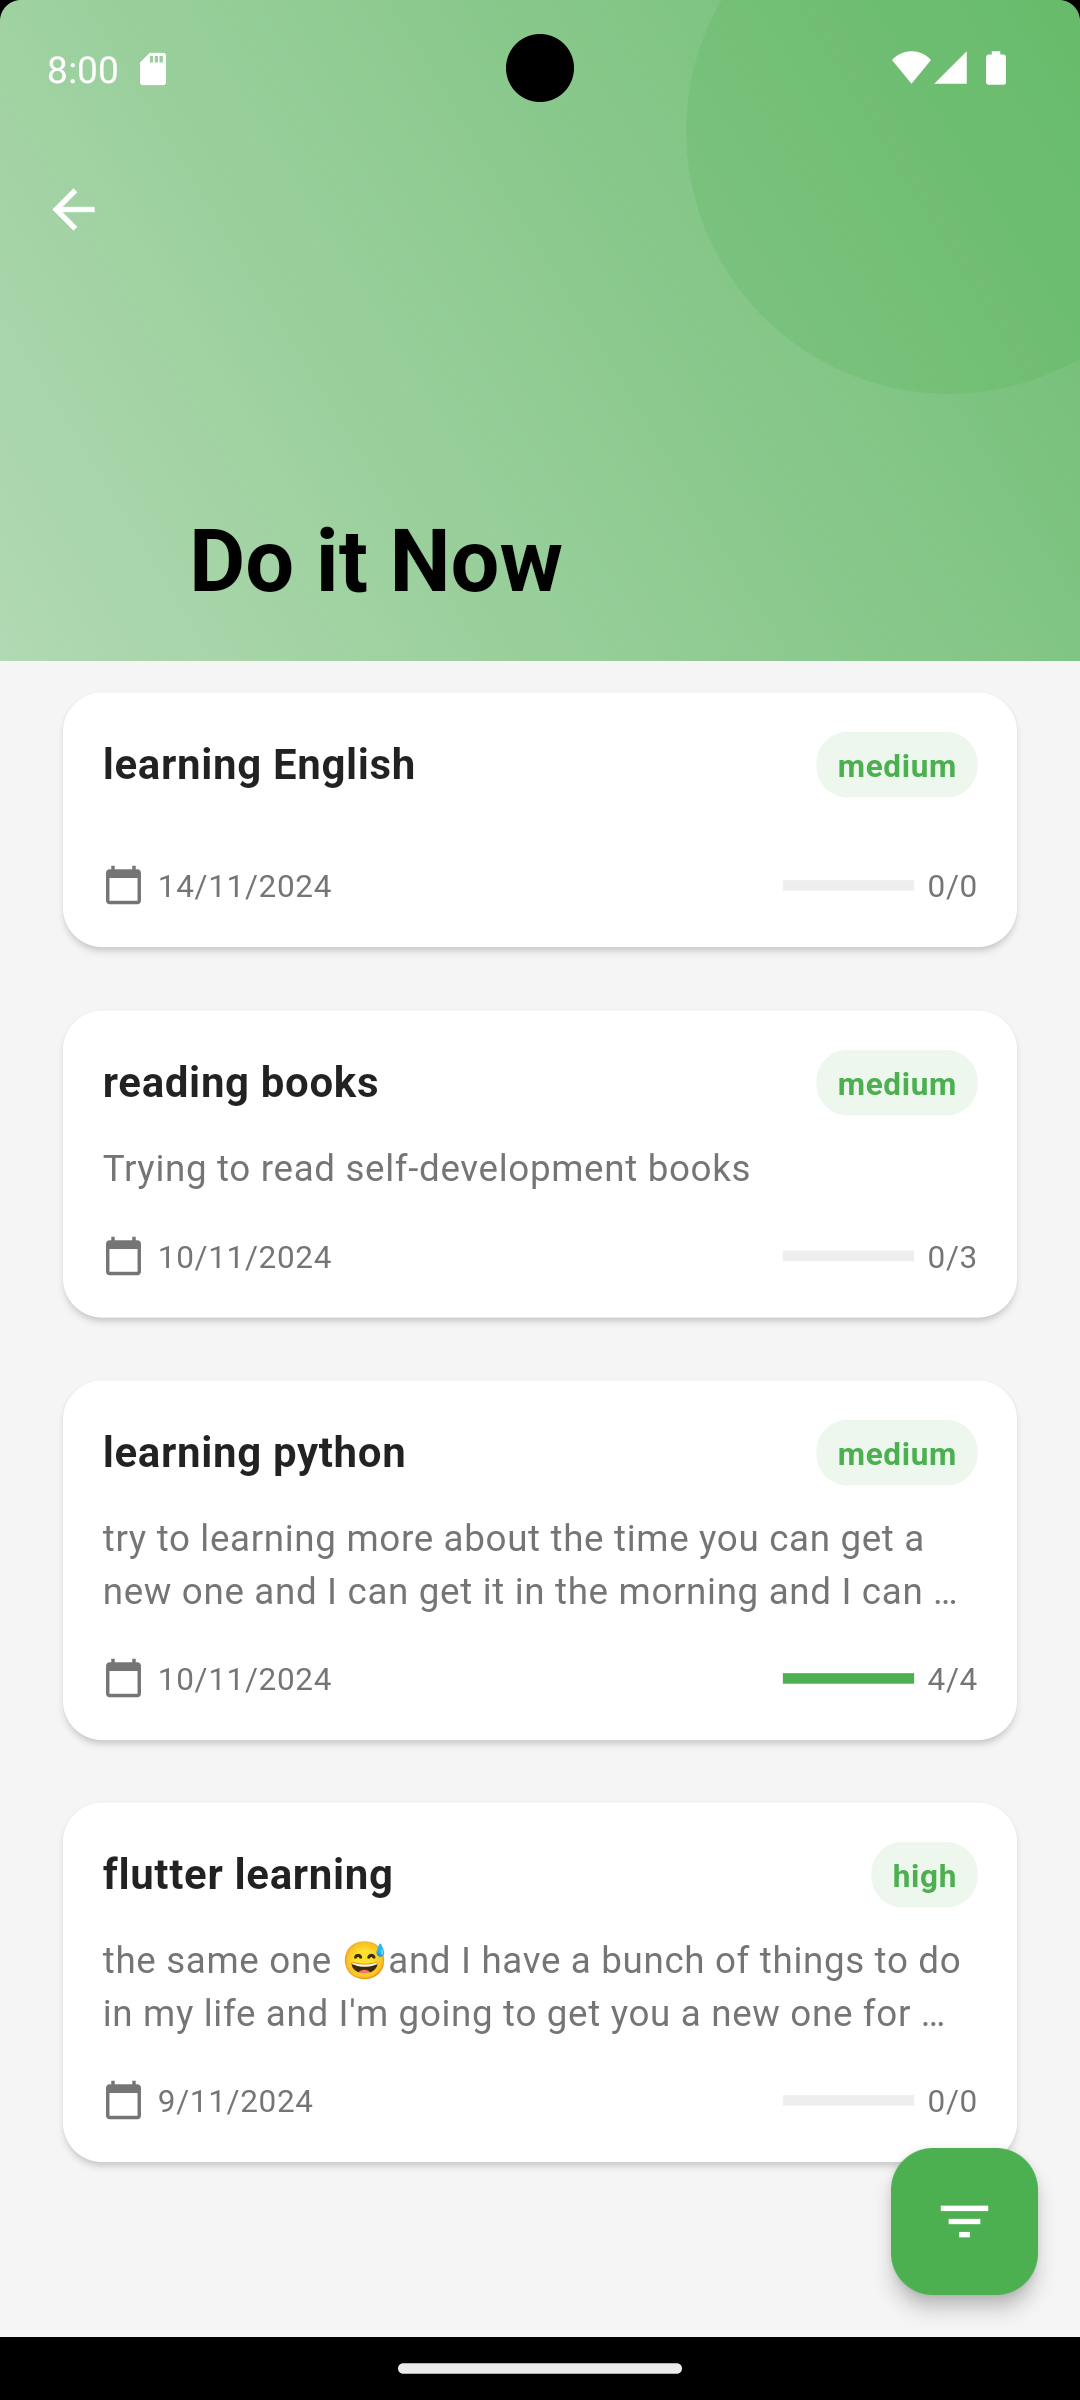 8:00
Do it Now
learning English
medium
14/11/2024
0/0
reading books
medium
Trying to read self-development books
10/11/2024
0/3
learning python
medium
try to learning more about the time you can get a
new one and I can get it in the morning and I can …
10/11/2024
4/4
flutter learning
high
the same one 😅and I have a bunch of things to do
in my life and I'm going to get you a new one for …
9/11/2024
0/0